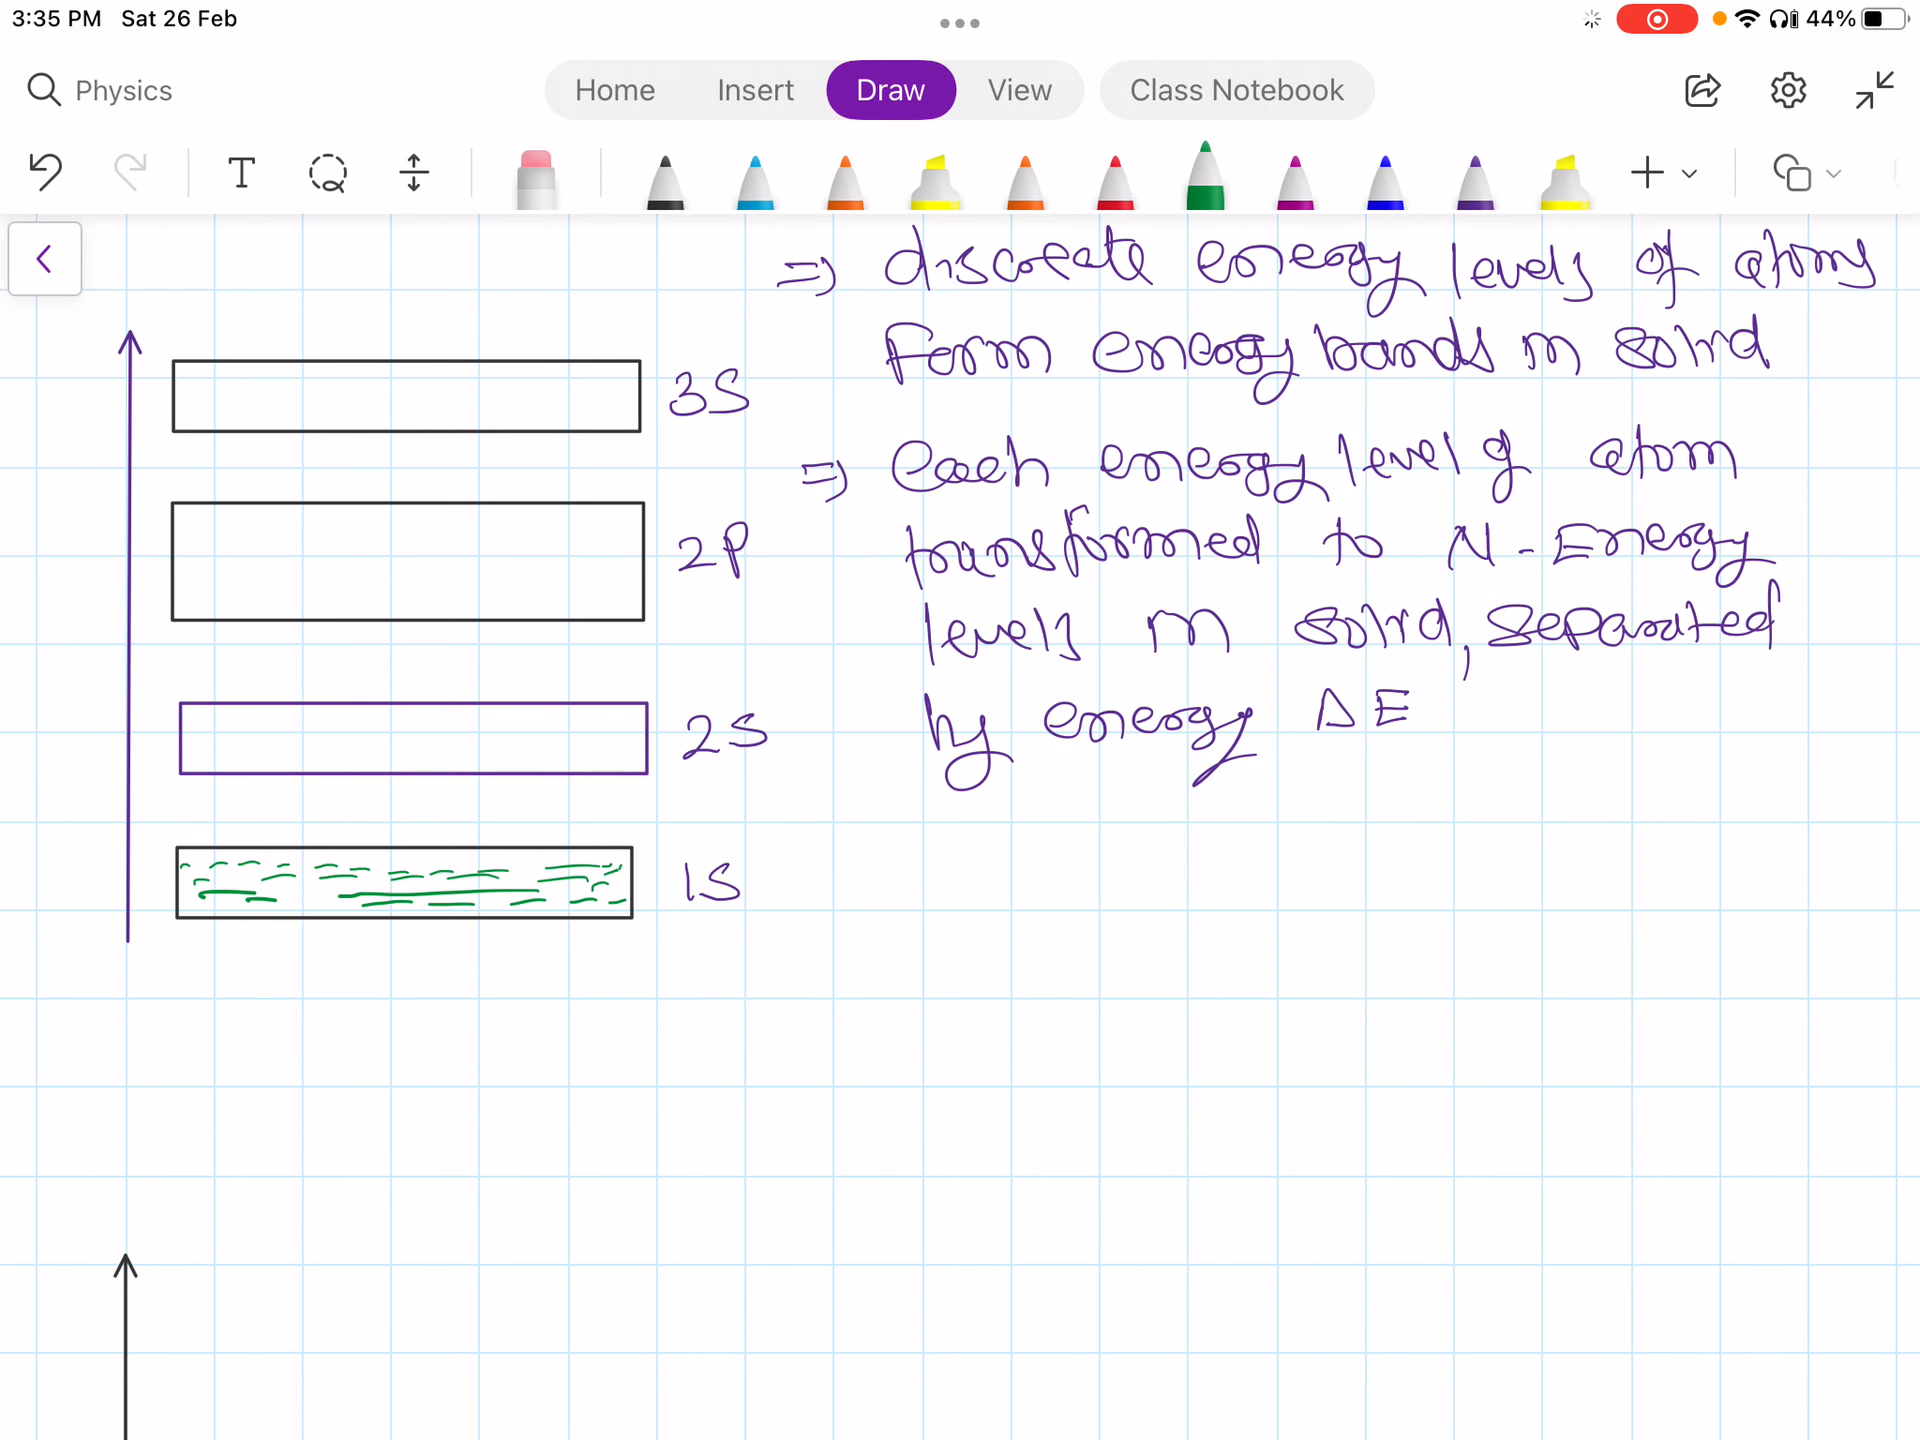 3:35 PM Sat 26 Feb
44%
Physics
Home Insert Draw View Class Notebook
T
⇒ discrete energy levels of atoms
form energy bands in solid
3S
⇒ each energy level of atom
transformed to N-Energy
2P
levels in solid, separated
by energy ΔE
2S
1S